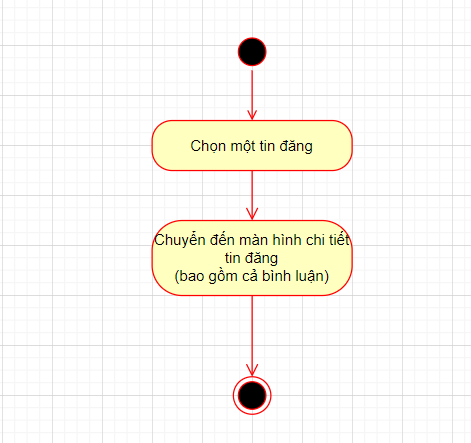 Chọn một tin đăng
Chuyển đến màn hình chi tiết
tin đăng
(bao gồm cả bình luận)